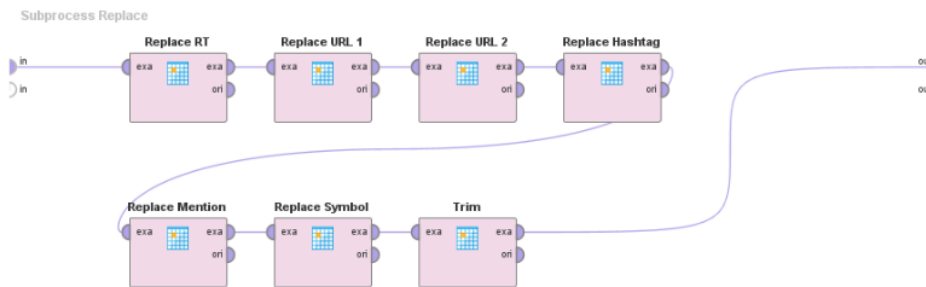 Subprocess Replace
Replace RT Replace URL 1 Replace URL 2 Replace Hashtag
in exa exa exa exa exa exa exa exa ou
in ori ori ori ori ou
Replace Mention Replace Symbol Trim
exa exa exa exa exa exa
ori ori ori